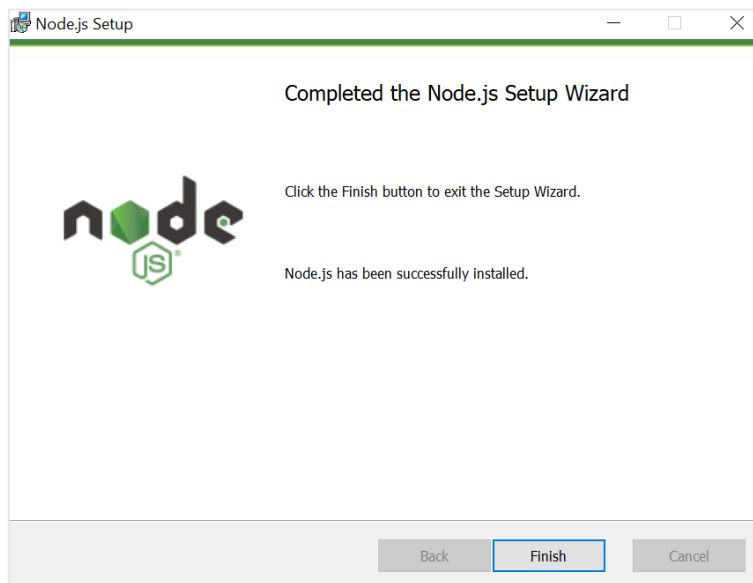 Node.js Setup
Completed the Node.js Setup Wizard
Click the Finish button to exit the Setup Wizard.
node
JS®
Node.js has been successfully installed.
Back Finish Cancel